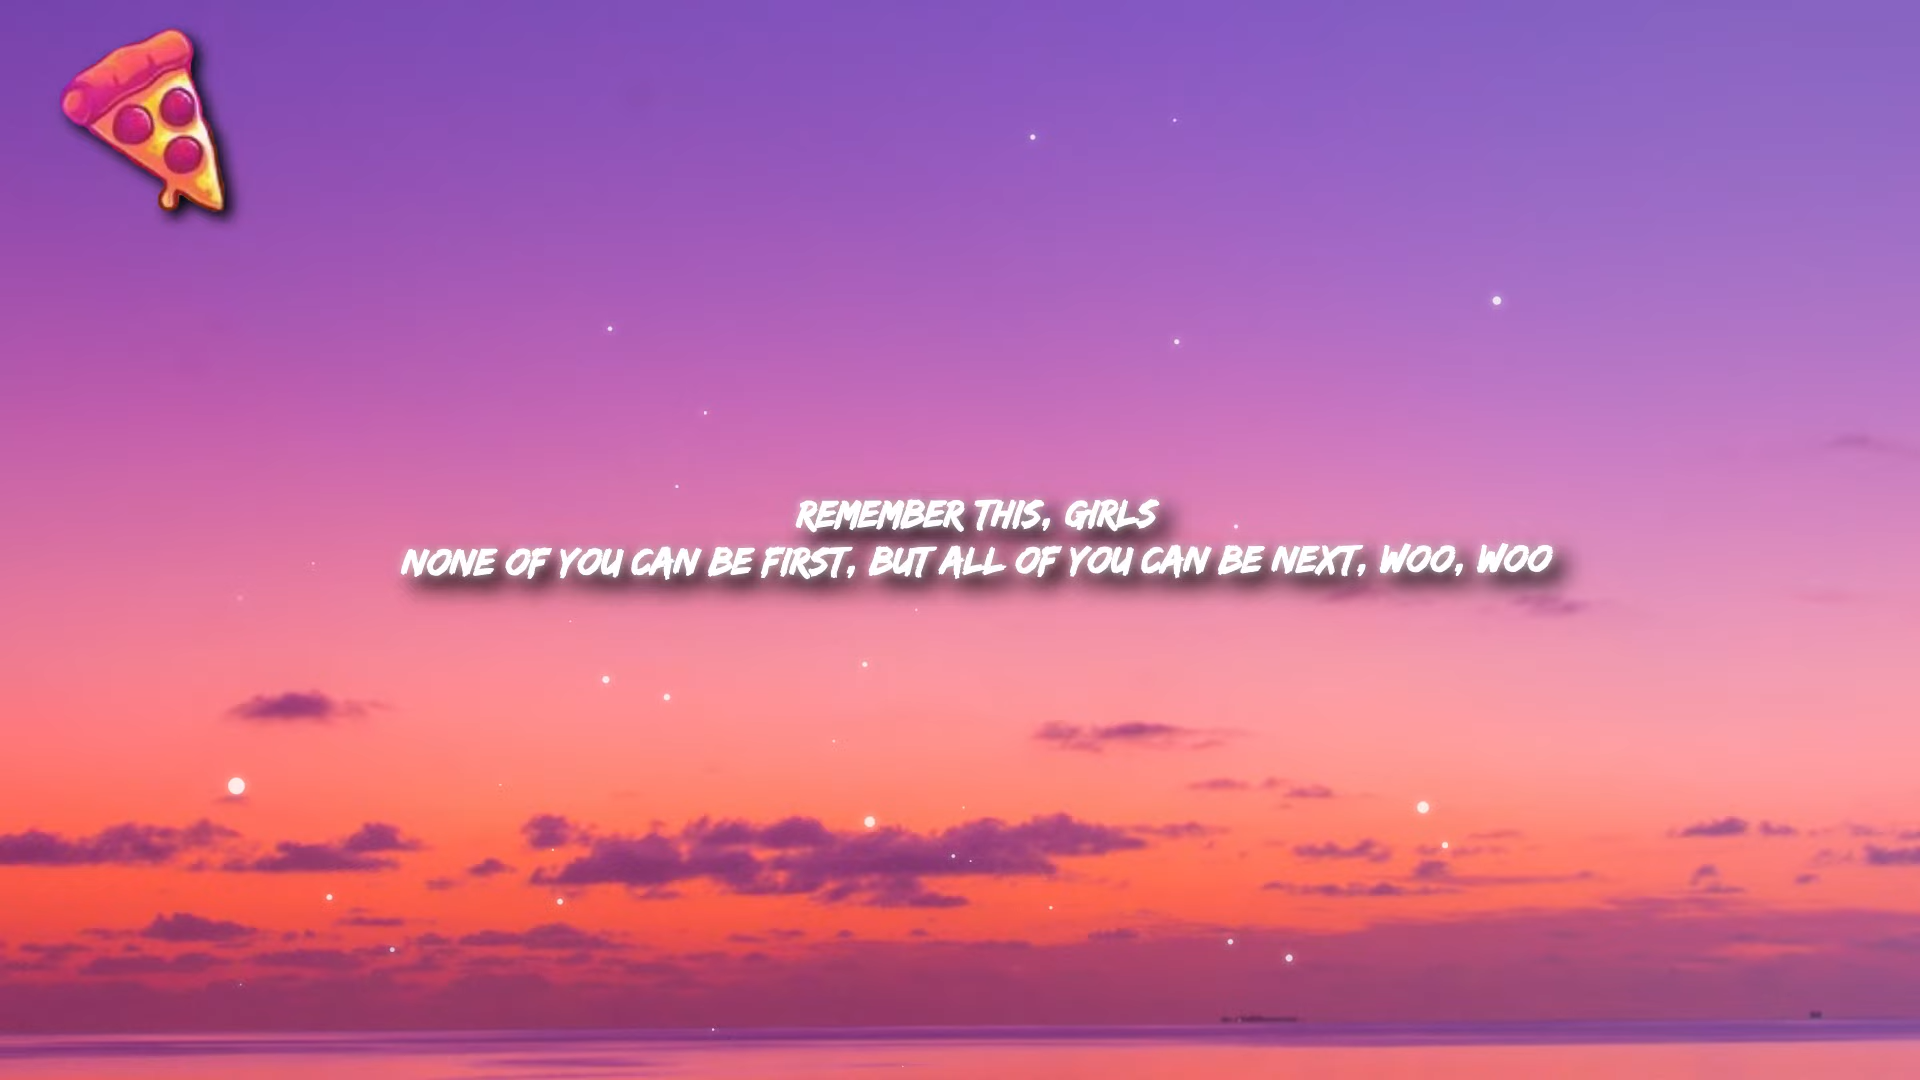 REMEMBER THIS, GIRLS
NONE OF YOU CAN BE FIRST, BUT ALL OF YOU CAN BE NEXT, WOO, WOO